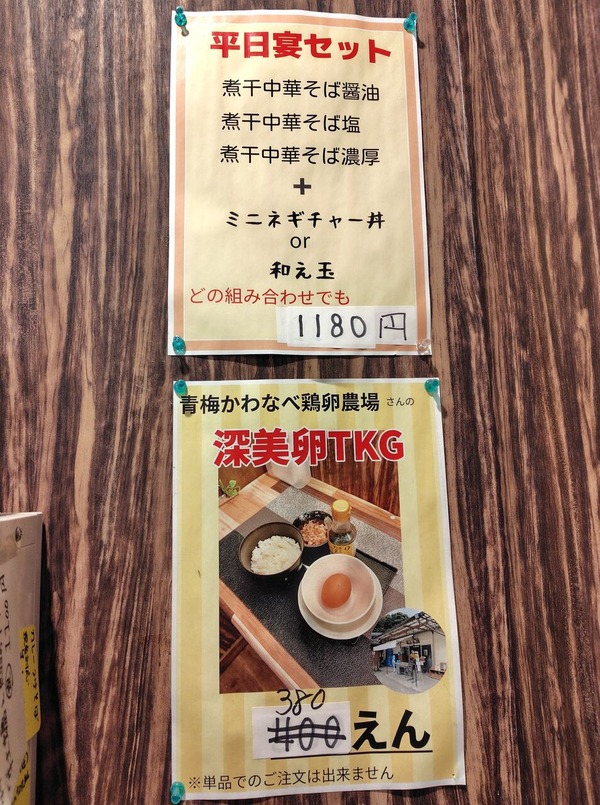 平日宴セット
煮干中華そば醤油
煮干中華そば塩
煮干中華そば濃厚
+
ミニネギチャー丼
or
和え玉
どの組み合わせでも
1180円
青梅かわなべ鶏卵農場 さんの
深美卵TKG
380
400えん
※単品でのご注文は出来ません